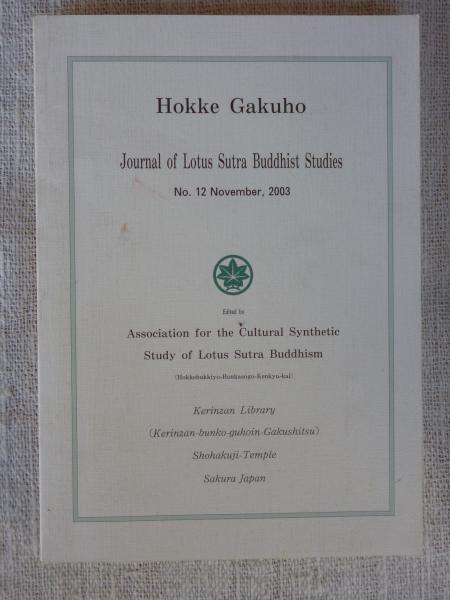 Hokke Gakuho
Journal of Lotus Sutra Buddhist Studies
No. 12 November, 2003
Edited by
Association for the Cultural Synthetic
Study of Lotus Sutra Buddhism
(Hokkebukkiyo-Bunkasogo-Kenkyu-kai)
Kerinzan Library
(Kerinzan-bunko-guhoin-Gakushitsu)
Shohakuji-Temple
Sakura Japan